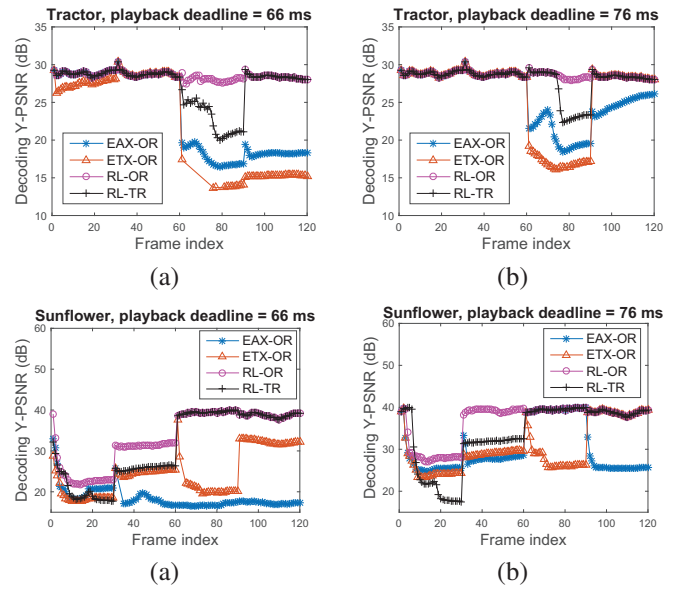 Tractor, playback deadline = 66 ms
Decoding Y-PSNR (dB)
35
30
25
20
15
10
EAX-OR
ETX-OR
RL-OR
RL-TR
0 20 40 60 80 100 120
Frame index
(a)
Tractor, playback deadline = 76 ms
Decoding Y-PSNR (dB)
35
30
25
20
15
10
EAX-OR
ETX-OR
RL-OR
RL-TR
0 20 40 60 80 100 120
Frame index
(b)
Sunflower, playback deadline = 66 ms
Decoding Y-PSNR (dB)
60
50
40
30
20
EAX-OR
ETX-OR
RL-OR
RL-TR
0 20 40 60 80 100 120
Frame index
(a)
Sunflower, playback deadline = 76 ms
Decoding Y-PSNR (dB)
60
50
40
30
20
EAX-OR
ETX-OR
RL-OR
RL-TR
0 20 40 60 80 100 120
Frame index
(b)